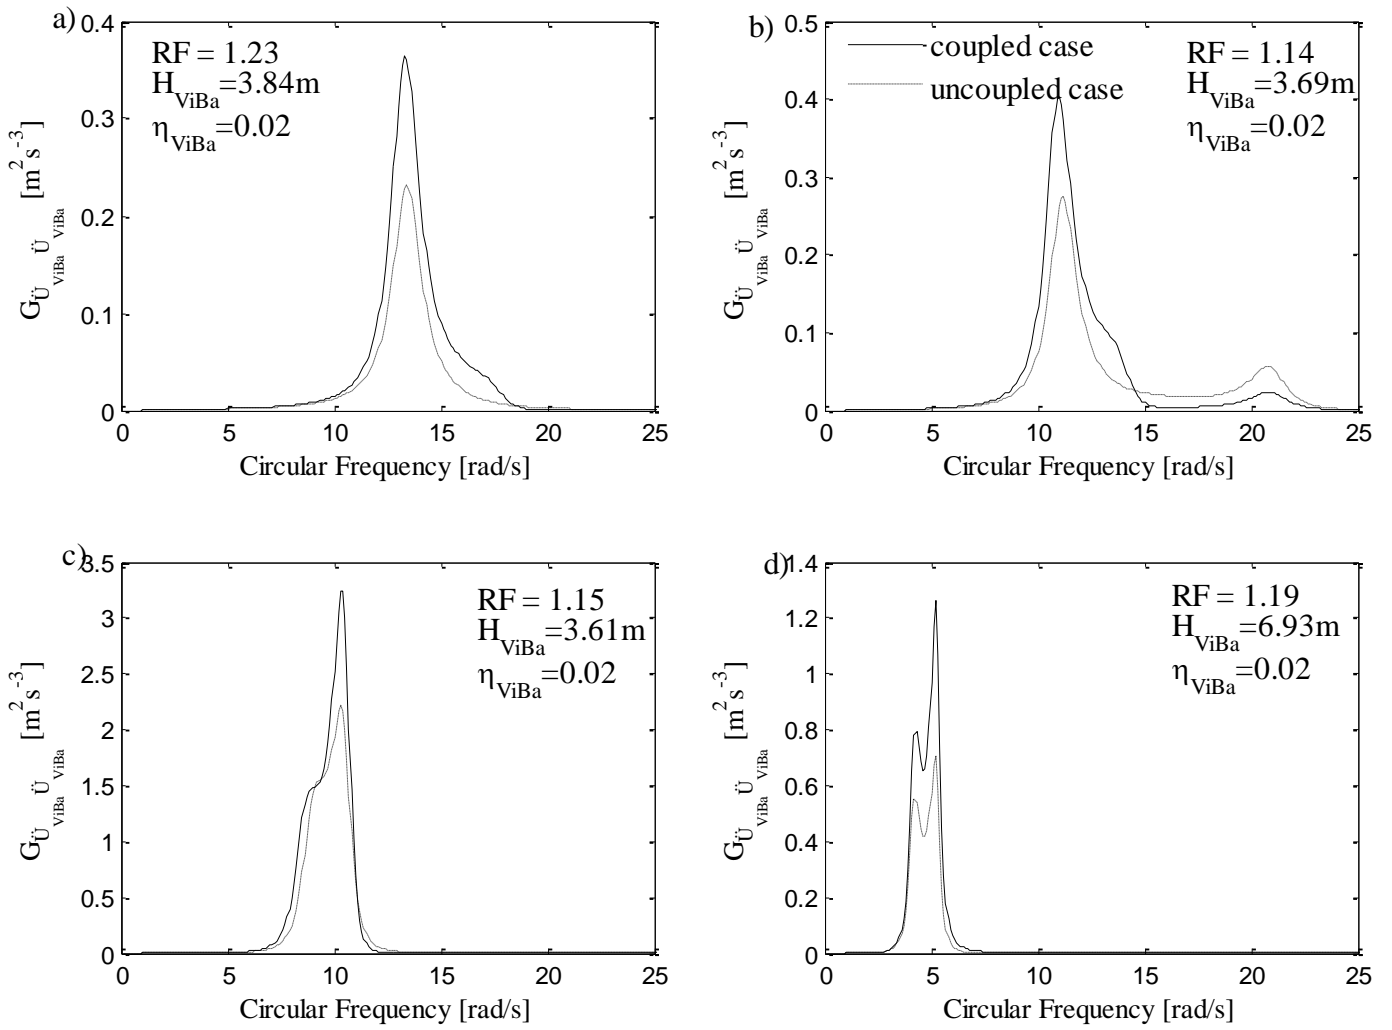 a)
RF = 1.23
H_ViBa=3.84m
η_ViBa=0.02
G_Ü_ViBa Ü_ViBa [m^2 s^-3]
0.4
0.3
0.2
0.1
0
0 5 10 15 20 25
Circular Frequency [rad/s]
b)
coupled case
uncoupled case
RF = 1.14
H_ViBa=3.69m
η_ViBa=0.02
G_Ü_ViBa Ü_ViBa [m^2 s^-3]
0.5
0.4
0.3
0.2
0.1
0
0 5 10 15 20 25
Circular Frequency [rad/s]
c)
RF = 1.15
H_ViBa=3.61m
η_ViBa=0.02
G_Ü_ViBa Ü_ViBa [m^2 s^-3]
3.5
3
2.5
2
1.5
1
0.5
0
0 5 10 15 20 25
Circular Frequency [rad/s]
d)
RF = 1.19
H_ViBa=6.93m
η_ViBa=0.02
G_Ü_ViBa Ü_ViBa [m^2 s^-3]
1.4
1.2
1
0.8
0.6
0.4
0.2
0
0 5 10 15 20 25
Circular Frequency [rad/s]